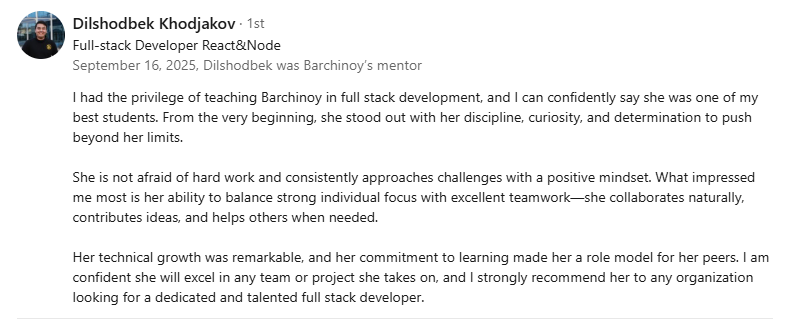 Dilshodbek Khodjakov · 1st
Full-stack Developer React&Node
September 16, 2025, Dilshodbek was Barchinoy's mentor
I had the privilege of teaching Barchinoy in full stack development, and I can confidently say she was one of my
best students. From the very beginning, she stood out with her discipline, curiosity, and determination to push
beyond her limits.
She is not afraid of hard work and consistently approaches challenges with a positive mindset. What impressed
me most is her ability to balance strong individual focus with excellent teamwork—she collaborates naturally,
contributes ideas, and helps others when needed.
Her technical growth was remarkable, and her commitment to learning made her a role model for her peers. I am
confident she will excel in any team or project she takes on, and I strongly recommend her to any organization
looking for a dedicated and talented full stack developer.